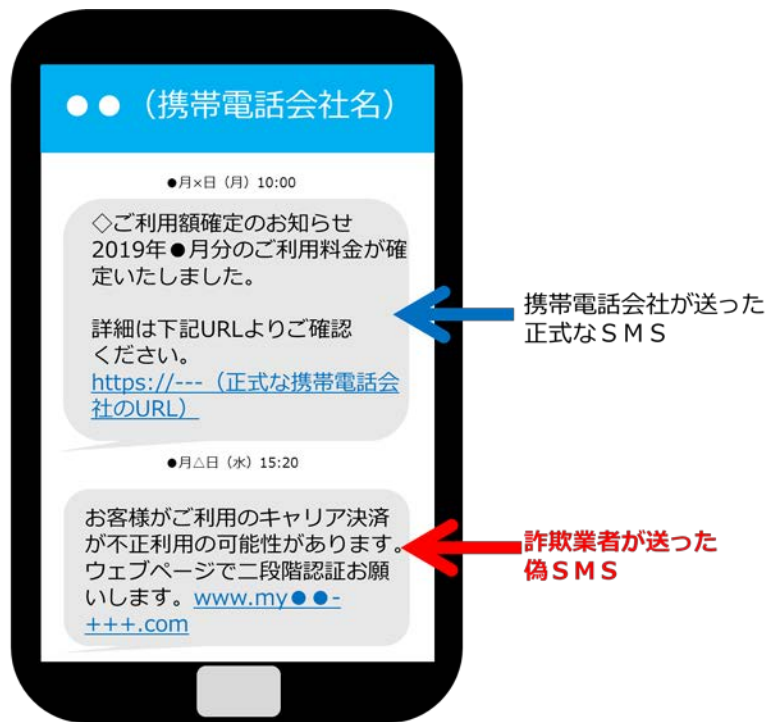 ●●（携帯電話会社名）
●月×日（月）10:00
◇ご利用額確定のお知らせ
2019年●月分のご利用料金が確
定いたしました。
詳細は下記URLよりご確認
ください。
https://---（正式な携帯電話会
社のURL）
携帯電話会社が送った
正式なＳＭＳ
●月△日（水）15:20
お客様がご利用のキャリア決済
が不正利用の可能性があります。
ウェブページで二段階認証お願
いします。www.my●●-
+++.com
詐欺業者が送った
偽ＳＭＳ